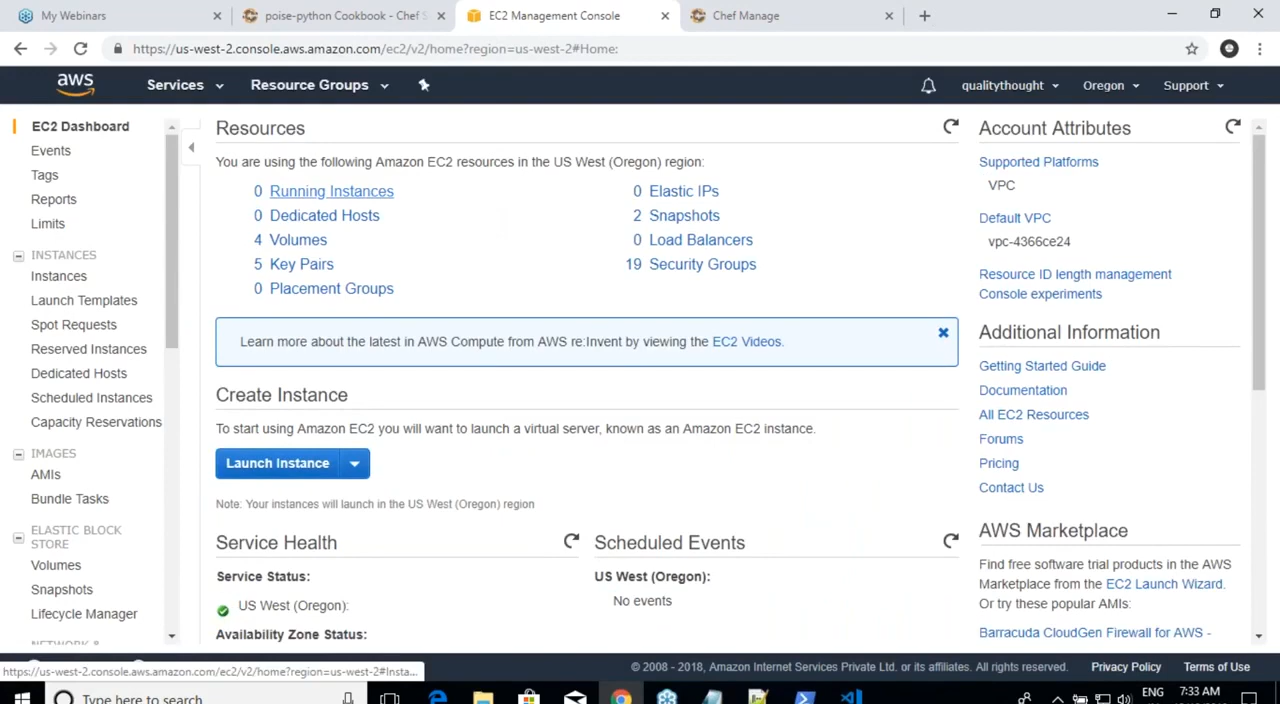 My Webinars
poise-python Cookbook - Chef S
EC2 Management Console
Chef Manage
https://us-west-2.console.aws.amazon.com/ec2/v2/home?region=us-west-2#Home:
aws
Services
Resource Groups
qualitythought
Oregon
Support
EC2 Dashboard
Events
Tags
Reports
Limits
INSTANCES
Instances
Launch Templates
Spot Requests
Reserved Instances
Dedicated Hosts
Scheduled Instances
Capacity Reservations
IMAGES
AMIs
Bundle Tasks
ELASTIC BLOCK
STORE
Volumes
Snapshots
Lifecycle Manager
NETWORK &
Resources
You are using the following Amazon EC2 resources in the US West (Oregon) region:
0 Running Instances
0 Elastic IPs
0 Dedicated Hosts
2 Snapshots
4 Volumes
0 Load Balancers
5 Key Pairs
19 Security Groups
0 Placement Groups
Learn more about the latest in AWS Compute from AWS re:Invent by viewing the EC2 Videos.
Create Instance
To start using Amazon EC2 you will want to launch a virtual server, known as an Amazon EC2 instance.
Launch Instance
Note: Your instances will launch in the US West (Oregon) region
Service Health
Service Status:
US West (Oregon):
Availability Zone Status:
Scheduled Events
US West (Oregon):
No events
Account Attributes
Supported Platforms
VPC
Default VPC
vpc-4366ce24
Resource ID length management
Console experiments
Additional Information
Getting Started Guide
Documentation
All EC2 Resources
Forums
Pricing
Contact Us
AWS Marketplace
Find free software trial products in the AWS
Marketplace from the EC2 Launch Wizard.
Or try these popular AMIs:
Barracuda CloudGen Firewall for AWS -
https://us-west-2.console.aws.amazon.com/ec2/v2/home?region=us-west-2#Insta...
© 2008 - 2018, Amazon Internet Services Private Ltd. or its affiliates. All rights reserved.
Privacy Policy
Terms of Use
Type here to search
ENG
7:33 AM